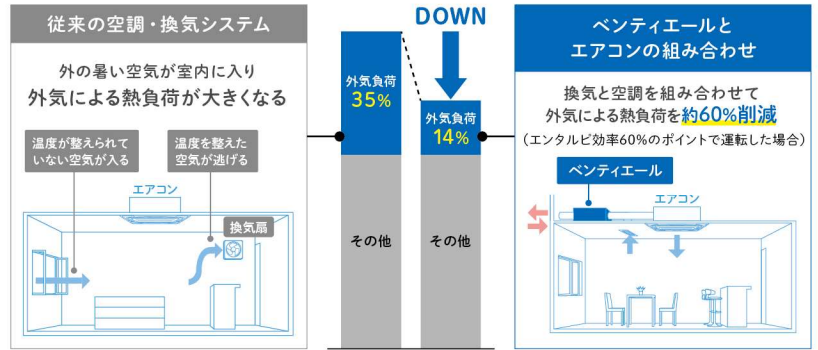 従来の空調・換気システム
外の暑い空気が室内に入り
外気による熱負荷が大きくなる
温度が整えられて
いない空気が入る
温度を整えた
空気が逃げる
エアコン
換気扇
DOWN
外気負荷
35%
その他
外気負荷
14%
その他
ベンティエールと
エアコンの組み合わせ
換気と空調を組み合わせて
外気による熱負荷を約60%削減
(エンタルピ効率60%のポイントで運転した場合)
ベンティエール
エアコン